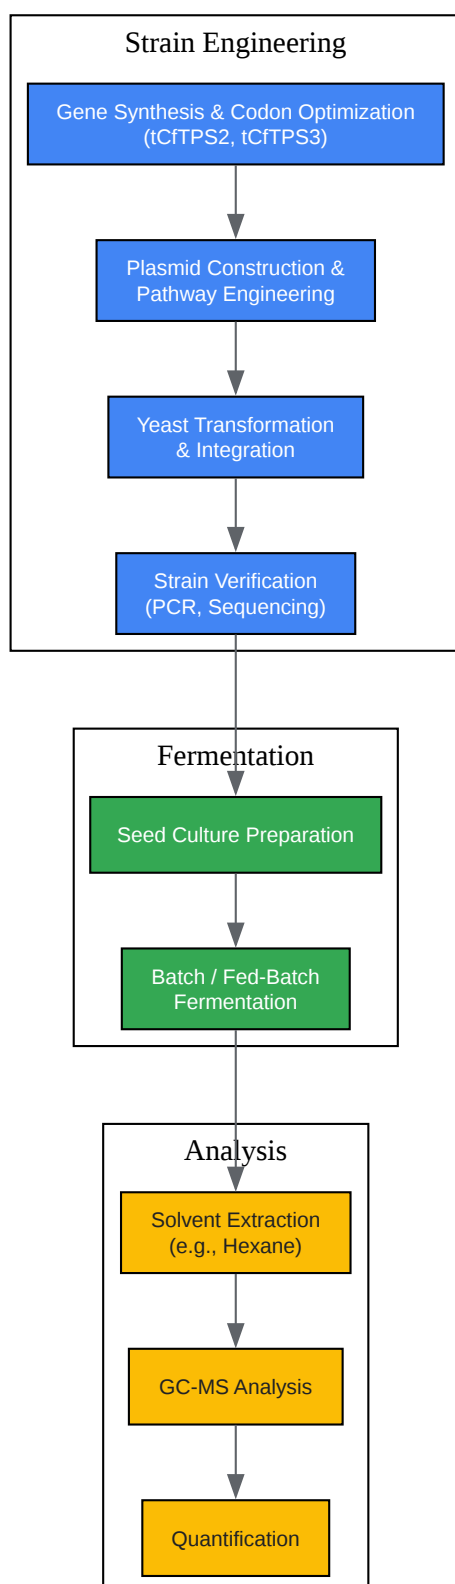 Strain Engineering
Gene Synthesis & Codon Optimization
(tCfTPS2, tCfTPS3)
Plasmid Construction &
Pathway Engineering
Yeast Transformation
& Integration
Strain Verification
(PCR, Sequencing)
Fermentation
Seed Culture Preparation
Batch / Fed-Batch
Fermentation
Analysis
Solvent Extraction
(e.g., Hexane)
GC-MS Analysis
Quantification